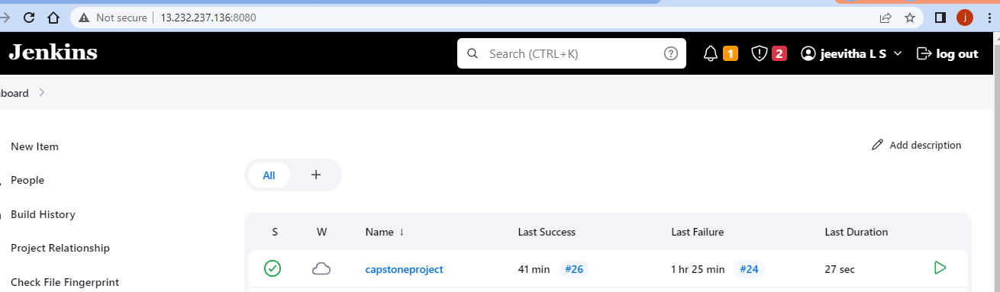 Not secure 13.232.237.136:8080
Jenkins Search (CTRL+K) 1 2 jeevitha L S log out
board
New Item
Add description
All
People
Build History
S W Name ↓ Last Success Last Failure Last Duration
Project Relationship
capstoneproject 41 min #26 1 hr 25 min #24 27 sec
Check File Fingerprint